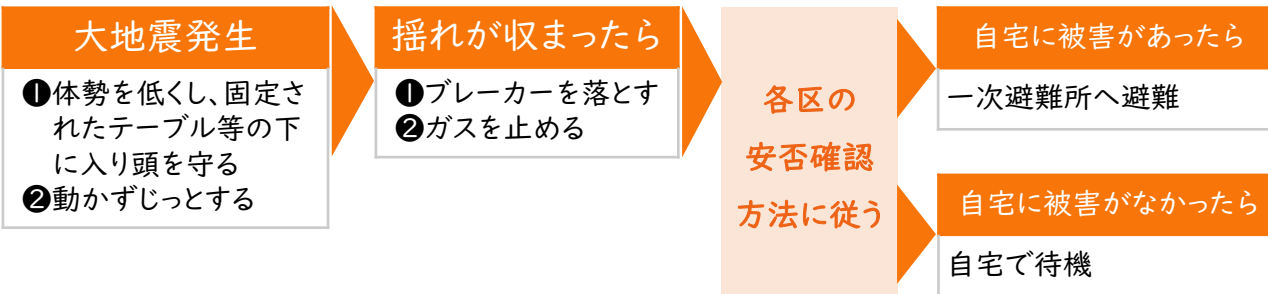 大地震発生
❶体勢を低くし、固定さ
れたテーブル等の下
に入り頭を守る
❷動かずじっとする
揺れが収まったら
❶ブレーカーを落とす
❷ガスを止める
各区の
安否確認
方法に従う
自宅に被害があったら
一次避難所へ避難
自宅に被害がなかったら
自宅で待機